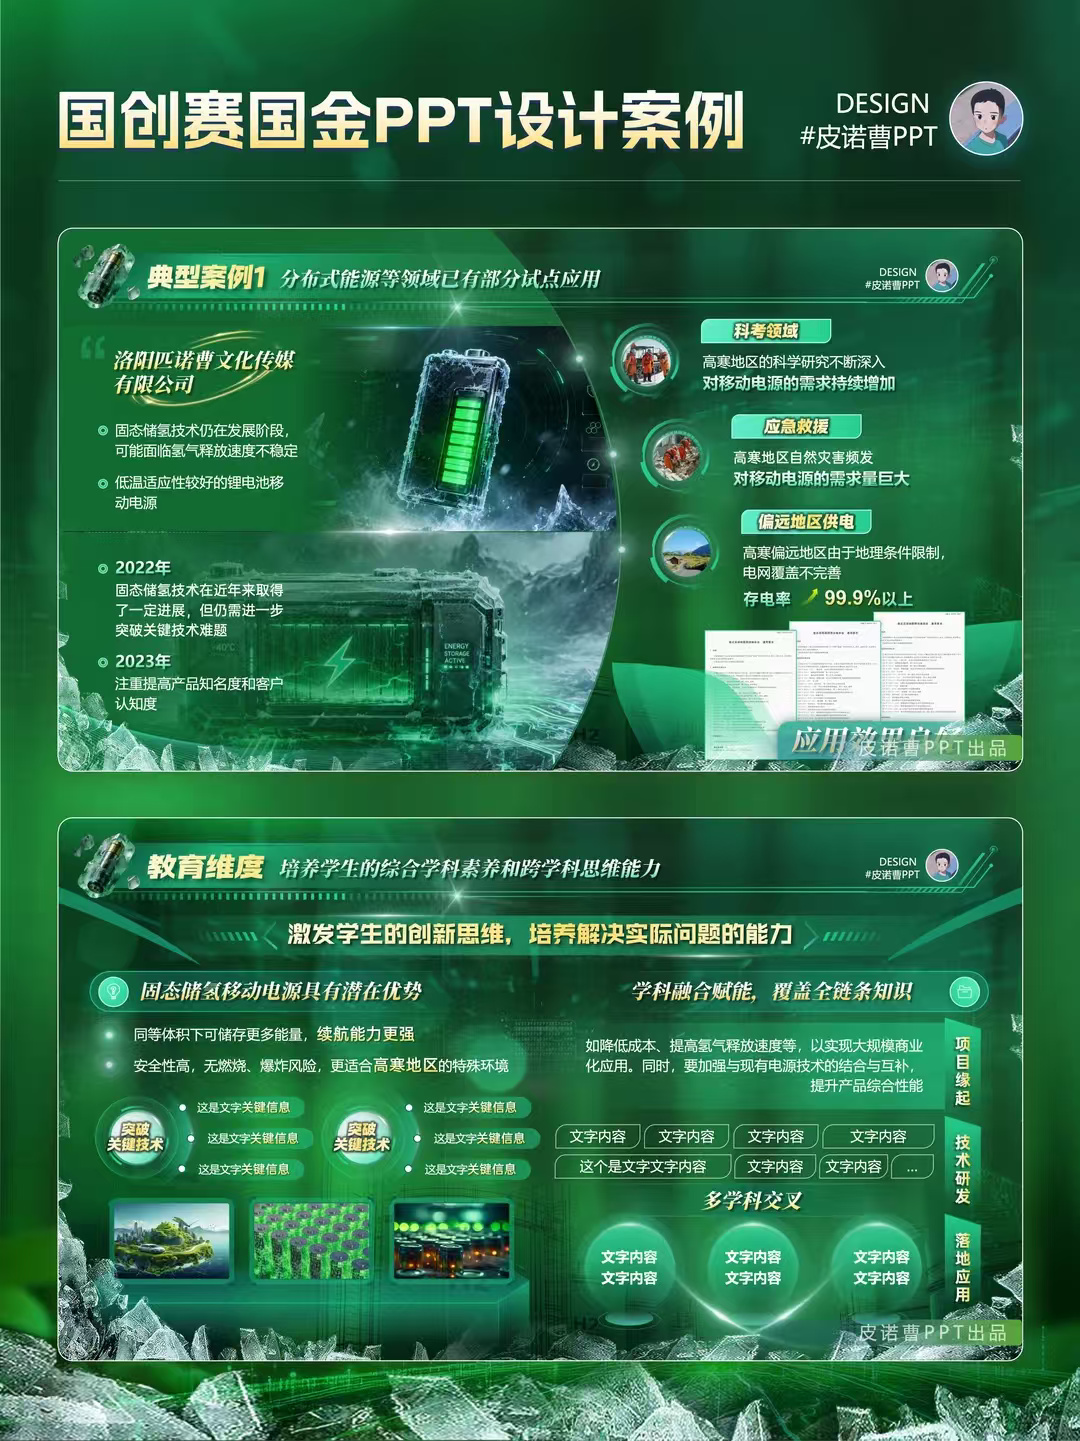 国创赛国金PPT设计案例
DESIGN
#皮诺曹PPT
典型案例1 分布式能源等领域已有部分试点应用
DESIGN
#皮诺曹PPT
洛阳匹诺曹文化传媒
有限公司
固态储氢技术仍在发展阶段，
可能面临氢气释放速度不稳定
低温适应性较好的锂电池移
动电源
2022年
固态储氢技术在近年来取得
了一定进展，但仍需进一步
突破关键技术难题
2023年
注重提高产品知名度和客户
认知度
-40°C
ENERGY
STORAGE
ACTIVE
H2
科考领域
高寒地区的科学研究不断深入
对移动电源的需求持续增加
应急救援
高寒地区自然灾害频发
对移动电源的需求量巨大
偏远地区供电
高寒偏远地区由于地理条件限制，
电网覆盖不完善
存电率 99.9%以上
应用效果
皮诺曹PPT出品
教育维度 培养学生的综合学科素养和跨学科思维能力
DESIGN
#皮诺曹PPT
激发学生的创新思维，培养解决实际问题的能力
固态储氢移动电源具有潜在优势
同等体积下可储存更多能量，续航能力更强
安全性高，无燃烧、爆炸风险，更适合高寒地区的特殊环境
突破
关键技术
这是文字关键信息
这是文字关键信息
这是文字关键信息
突破
关键技术
这是文字关键信息
这是文字关键信息
这是文字关键信息
学科融合赋能，覆盖全链条知识
如降低成本、提高氢气释放速度等，以实现大规模商业
化应用。同时，要加强与现有电源技术的结合与互补，
提升产品综合性能
文字内容 文字内容 文字内容 文字内容
这个是文字文字内容 文字内容 文字内容 ...
多学科交叉
文字内容
文字内容
文字内容
文字内容
文字内容
文字内容
项目缘起
技术研发
落地应用
H2
皮诺曹PPT出品